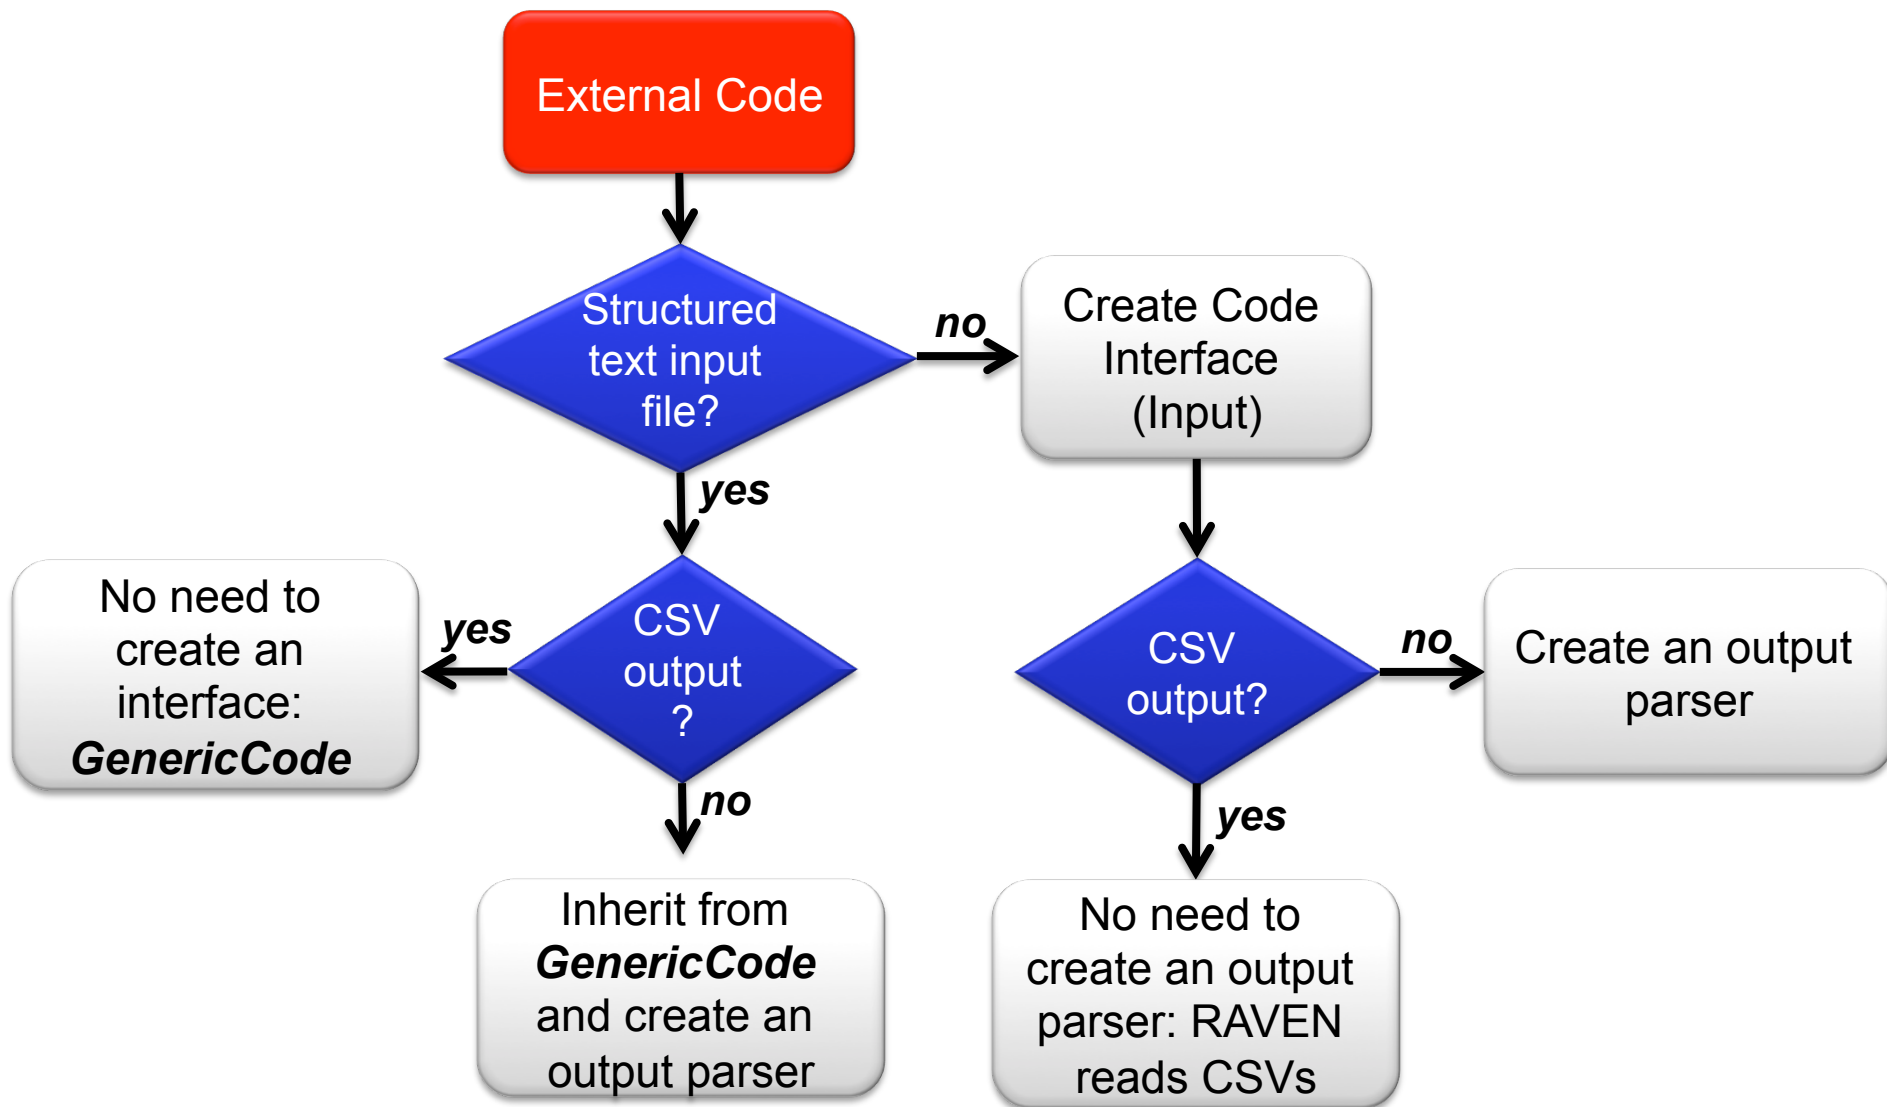 External Code
Structured
text input
file?
no
Create Code
Interface
(Input)
yes
No need to
create an
interface:
GenericCode
yes
CSV
output
?
CSV
output?
no
Create an output
parser
no
yes
Inherit from
GenericCode
and create an
output parser
No need to
create an output
parser: RAVEN
reads CSVs